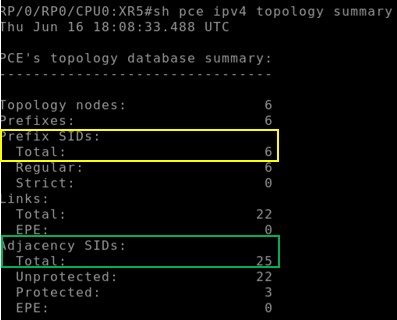 RP/0/RP0/CPU0:XR5#sh pce ipv4 topology summary
Thu Jun 16 18:08:33.488 UTC
PCE's topology database summary:
--------------------------------
Topology nodes: 6
Prefixes: 6
Prefix SIDs:
Total: 6
Regular: 6
Strict: 0
Links:
Total: 22
EPE: 0
Adjacency SIDs:
Total: 25
Unprotected: 22
Protected: 3
EPE: 0